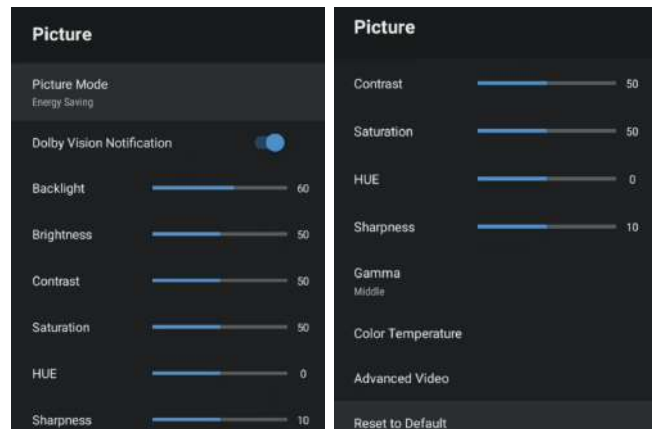 Picture
Picture Mode
Energy Saving
Dolby Vision Notification
Backlight 60
Brightness 50
Contrast 50
Saturation 50
HUE 0
Sharpness 10
Picture
Contrast 50
Saturation 50
HUE 0
Sharpness 10
Gamma
Middle
Color Temperature
Advanced Video
Reset to Default